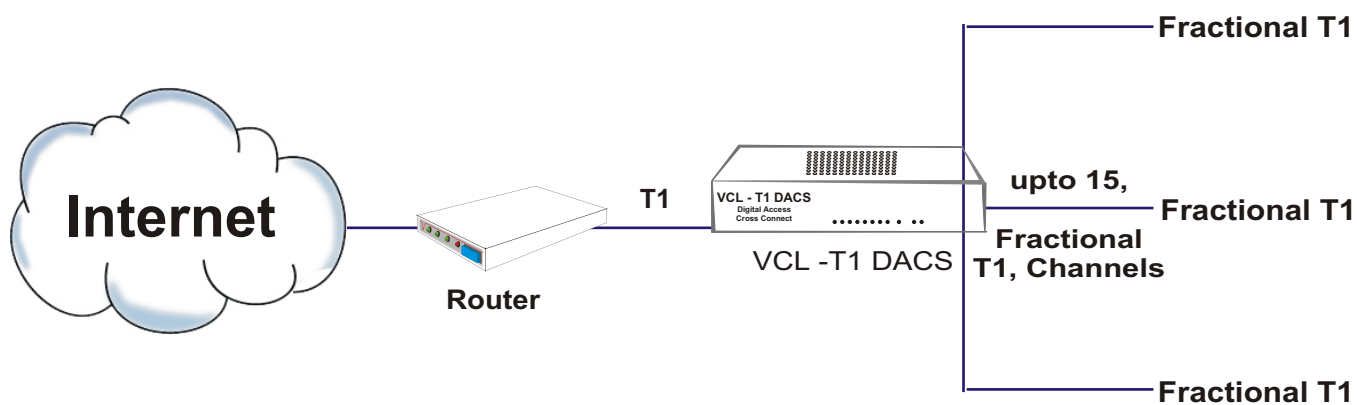 Fractional T1
Internet
Router
T1
VCL - T1 DACS
Digital Access
Cross Connect
VCL -T1 DACS
upto 15,
Fractional
T1, Channels
Fractional T1
Fractional T1